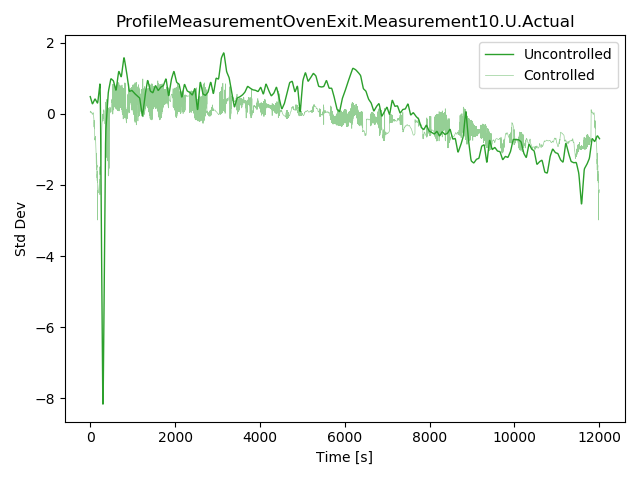 ProfileMeasurementOvenExit.Measurement10.U.Actual
Uncontrolled
Controlled
2
0
−2
−4
−6
−8
Std Dev
0
2000
4000
6000
8000
10000
12000
Time [s]